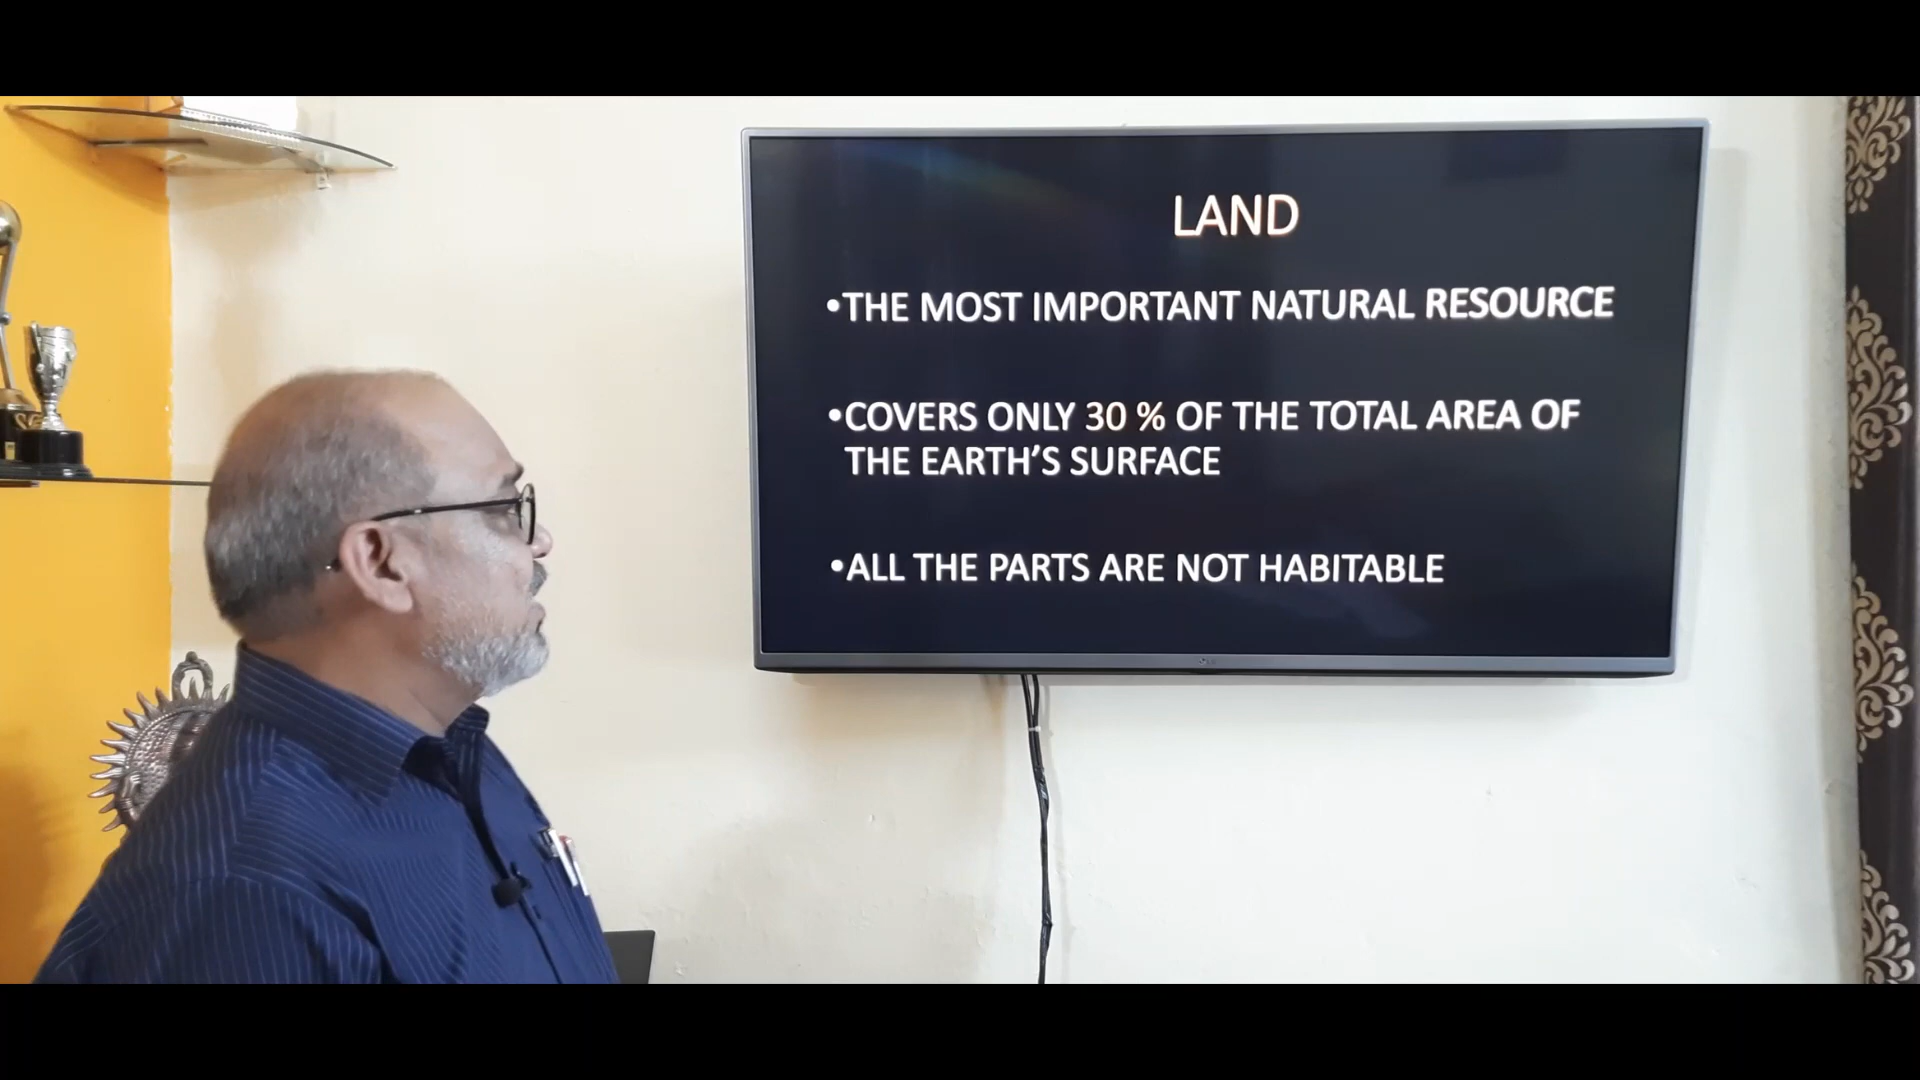 LAND
•THE MOST IMPORTANT NATURAL RESOURCE
•COVERS ONLY 30 % OF THE TOTAL AREA OF
THE EARTH'S SURFACE
•ALL THE PARTS ARE NOT HABITABLE